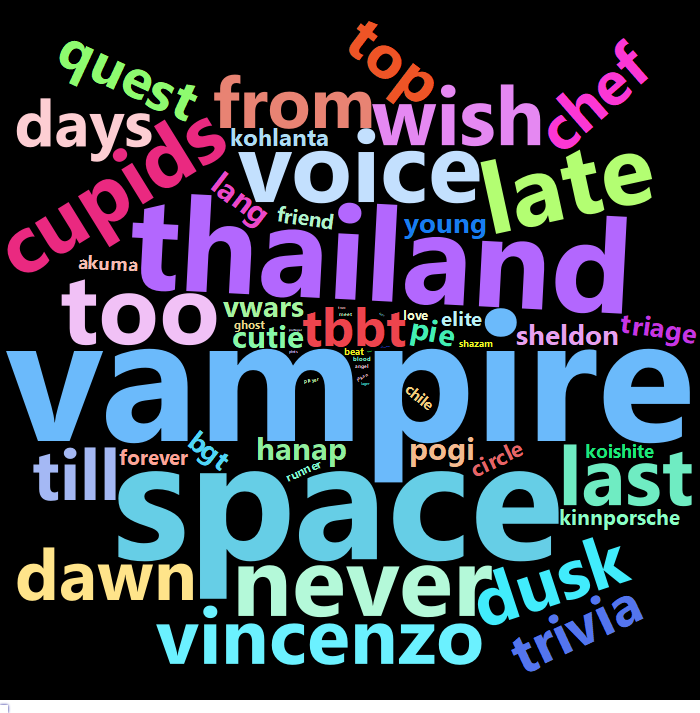 top
quest
chef
from
wish
days
kohlanta
voice
cupids
late
lang
friend
young
thailand
akuma
too
vwars
love
elite
ghost
tbbt
cutie
pie
sheldon
triage
shazam
meet
beat
blood
angel
vampire
chile
hanap
pogi
circle
koishite
forever
bgt
till
runner
last
space
kinnporsche
dawn
never
dusk
vincenzo
trivia